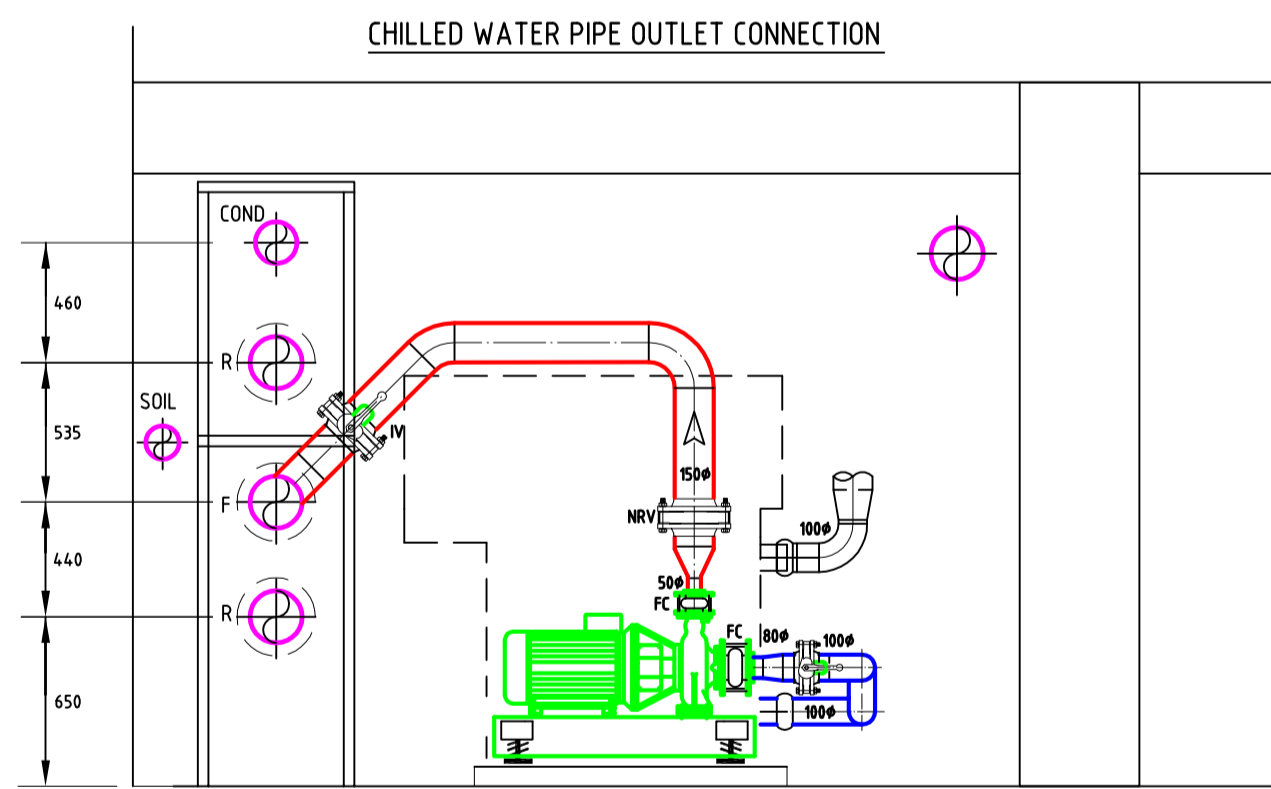 CHILLED WATER PIPE OUTLET CONNECTION
COND
460
R
SOIL
535
IV
150ø
F
NRV
100ø
440
50ø
FC
R
FC
80ø
100ø
650
100ø